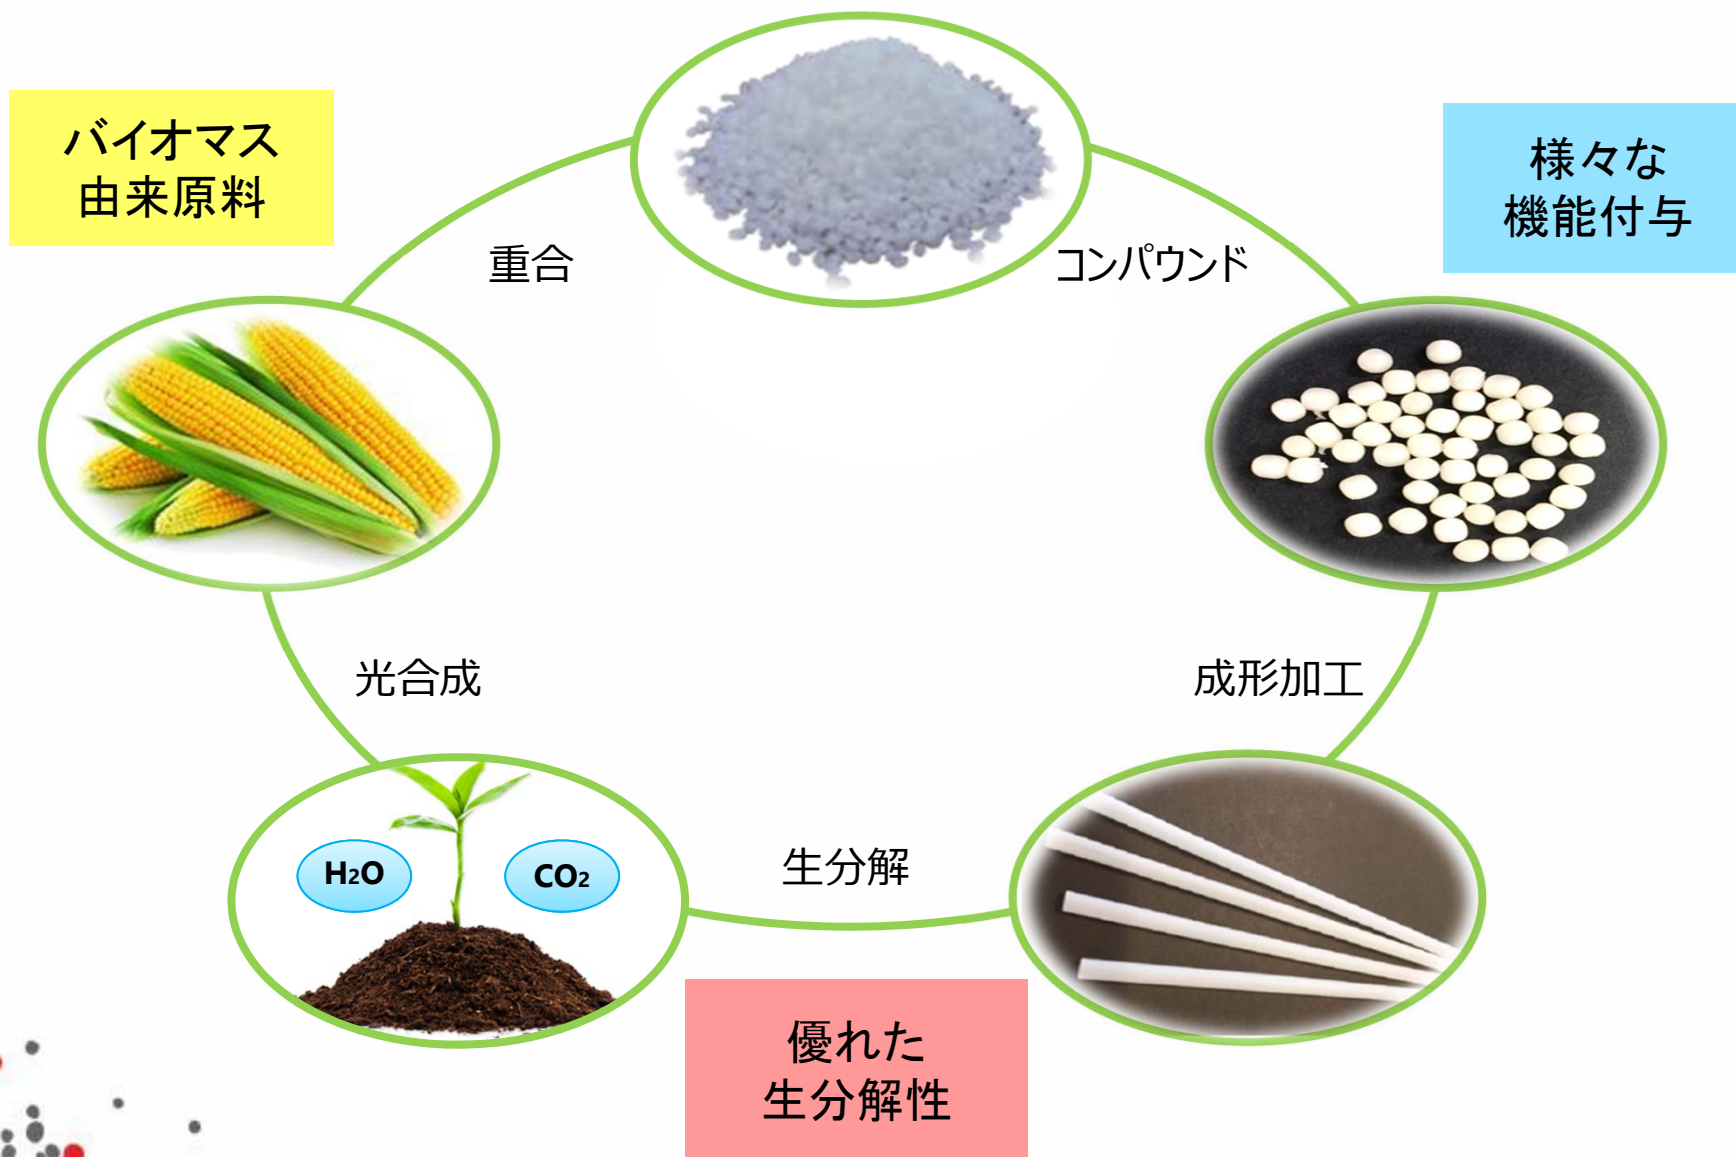 バイオマス
由来原料
様々な
機能付与
重合
コンパウンド
光合成
成形加工
生分解
H2O
CO2
優れた
生分解性